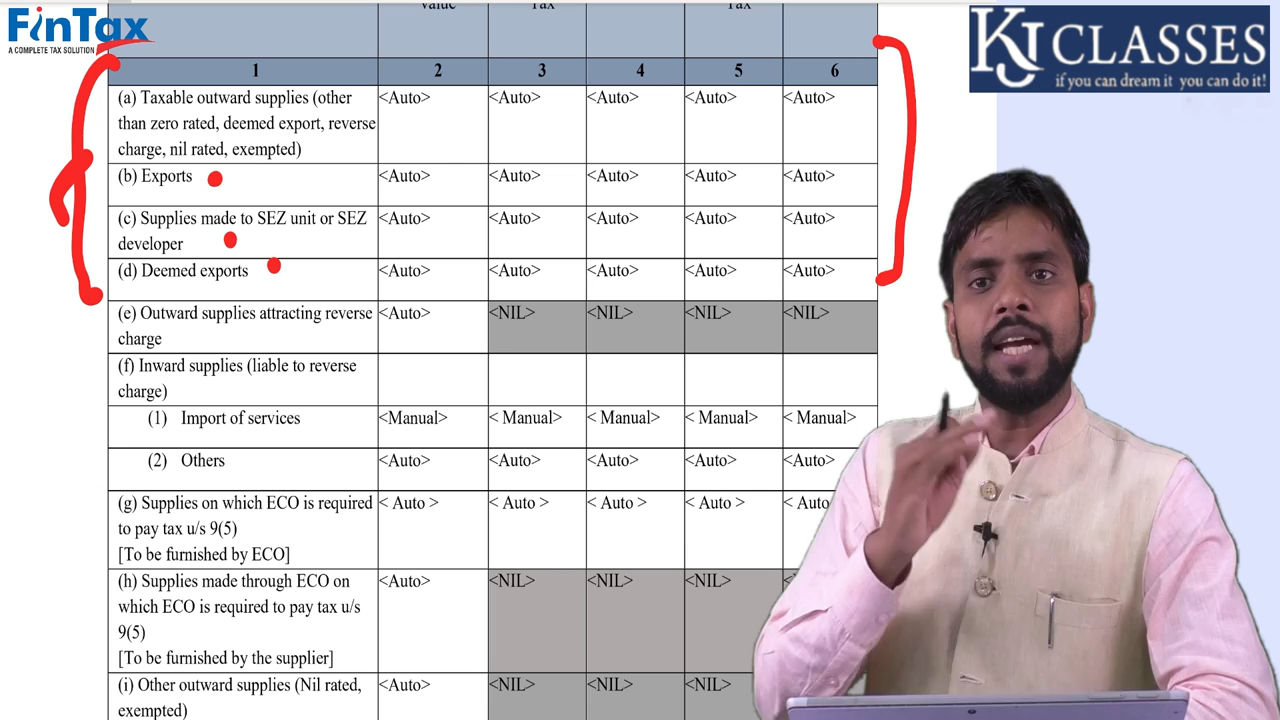 FinTax
A COMPLETE TAX SOLUTION
KJ CLASSES
if you can dream it you can do it!
Value Tax Tax
1 2 3 4 5 6
(a) Taxable outward supplies (other <Auto> <Auto> <Auto> <Auto> <Auto>
than zero rated, deemed export, reverse
charge, nil rated, exempted)
(b) Exports <Auto> <Auto> <Auto> <Auto> <Auto>
(c) Supplies made to SEZ unit or SEZ <Auto> <Auto> <Auto> <Auto> <Auto>
developer
(d) Deemed exports <Auto> <Auto> <Auto> <Auto> <Auto>
(e) Outward supplies attracting reverse <Auto> <NIL> <NIL> <NIL> <NIL>
charge
(f) Inward supplies (liable to reverse
charge)
(1) Import of services <Manual> < Manual> < Manual> < Manual> < Manual>
(2) Others <Auto> <Auto> <Auto> <Auto> <Auto>
(g) Supplies on which ECO is required < Auto > < Auto > < Auto > < Auto > < Auto
to pay tax u/s 9(5)
[To be furnished by ECO]
(h) Supplies made through ECO on <Auto> <NIL> <NIL> <NIL>
which ECO is required to pay tax u/s
9(5)
[To be furnished by the supplier]
(i) Other outward supplies (Nil rated, <Auto> <NIL> <NIL> <NIL>
exempted)